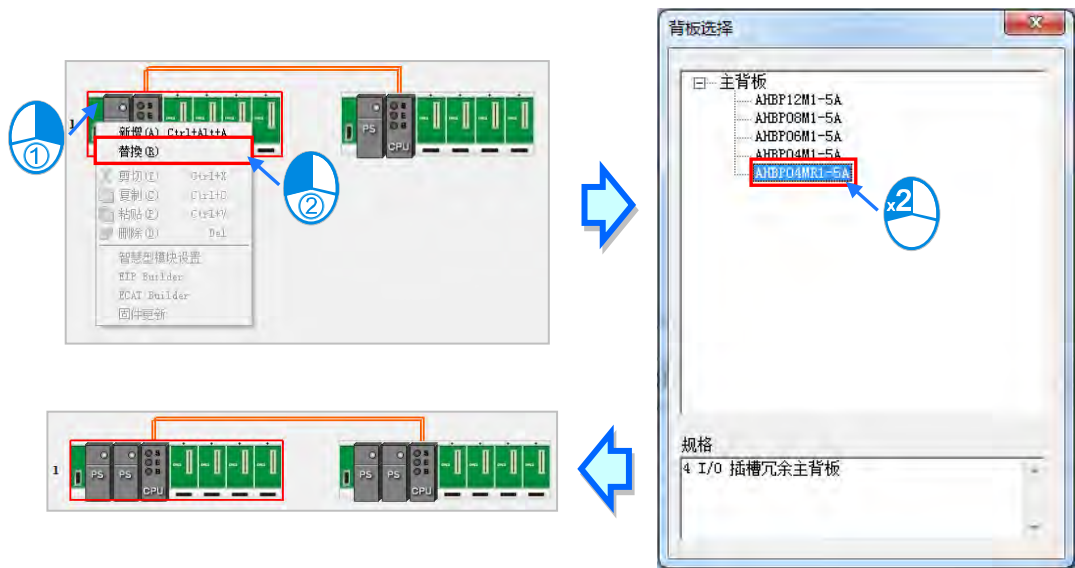 背板选择
主背板
AHBP12M1-5A
AHBP08M1-5A
AHBP06M1-5A
AHBP04M1-5A
AHBP04MR1-5A
x2
规格
4 I/O 插槽冗余主背板
1
PS
CPU
新增(A) Ctrl+Alt+A
替换(R)
剪切(T) Ctrl+X
复制(C) Ctrl+C
粘贴(P) Ctrl+V
删除(D) Del
智慧型模块设置
EIP Builder
ECAT Builder
固件更新
①
②
1
PS PS CPU
PS PS CPU